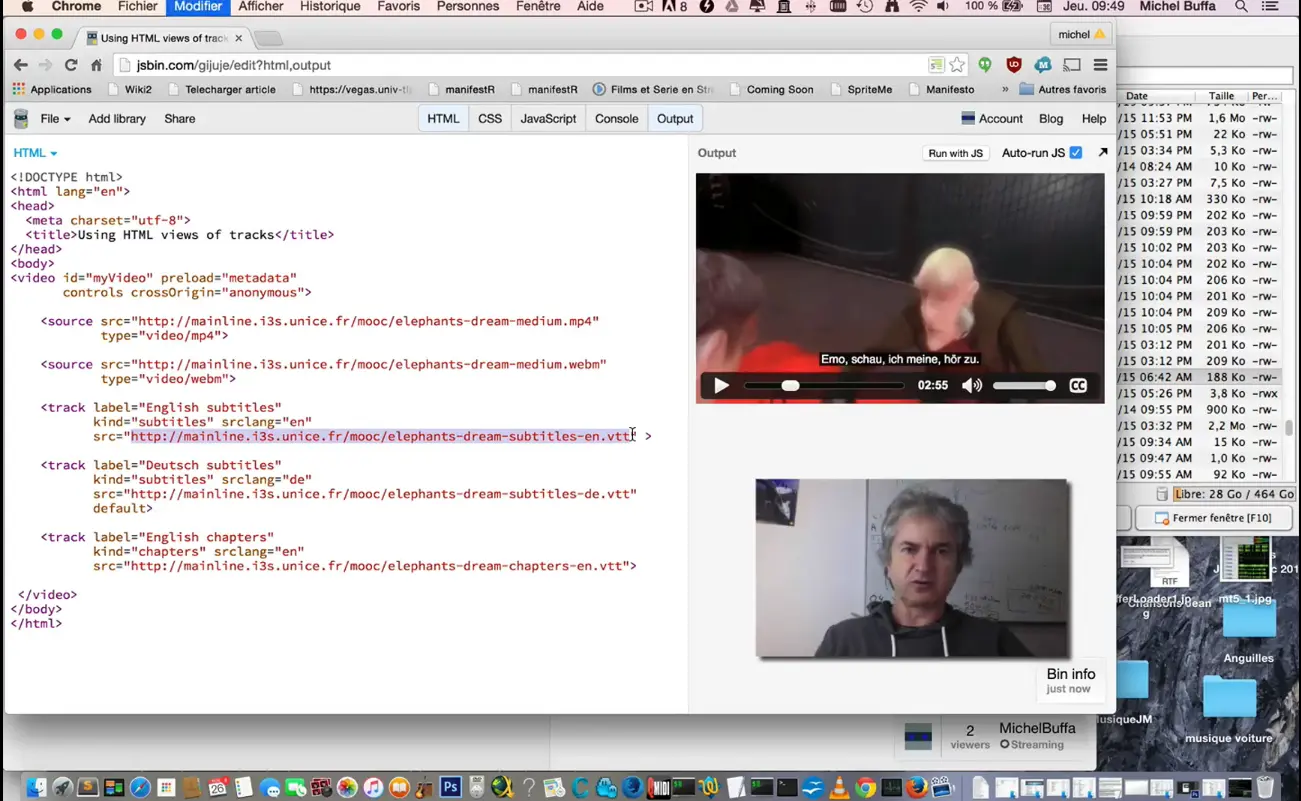 Chrome Fichier Modifier Afficher Historique Favoris Personnes Fenêtre Aide 8 100 % Jeu. 09:49 Michel Buffa
Using HTML views of track
michel
jsbin.com/gijuje/edit?html,output
Applications Wiki2 Telecharger article https://vegas.univ-tl manifestR manifestR Films et Serie en Str Coming Soon SpriteMe Manifesto » Autres favoris
File Add library Share HTML CSS JavaScript Console Output Account Blog Help
HTML
Output Run with JS Auto-run JS
<!DOCTYPE html>
<html lang="en">
<head>
<meta charset="utf-8">
<title>Using HTML views of tracks</title>
</head>
<body>
<video id="myVideo" preload="metadata"
controls crossOrigin="anonymous">
<source src="http://mainline.i3s.unice.fr/mooc/elephants-dream-medium.mp4"
type="video/mp4">
<source src="http://mainline.i3s.unice.fr/mooc/elephants-dream-medium.webm"
type="video/webm">
<track label="English subtitles"
kind="subtitles" srclang="en"
src="http://mainline.i3s.unice.fr/mooc/elephants-dream-subtitles-en.vtt" >
<track label="Deutsch subtitles"
kind="subtitles" srclang="de"
src="http://mainline.i3s.unice.fr/mooc/elephants-dream-subtitles-de.vtt"
default>
<track label="English chapters"
kind="chapters" srclang="en"
src="http://mainline.i3s.unice.fr/mooc/elephants-dream-chapters-en.vtt">
</video>
</body>
</html>
Emo, schau, ich meine, hör zu.
02:55 CC
Bin info
just now
2 MichelBuffa
viewers Streaming
Date Taille Per...
/15 11:53 PM 1,6 Mo -rw-
/15 05:51 PM 22 Ko -rw-
/15 03:34 PM 5,3 Ko -rw-
/14 08:24 AM 10 Ko -rw-
/15 03:27 PM 7,5 Ko -rw-
/15 10:18 AM 330 Ko -rw-
/15 09:59 PM 202 Ko -rw-
/15 09:59 PM 203 Ko -rw-
/15 10:02 PM 203 Ko -rw-
/15 10:04 PM 202 Ko -rw-
/15 10:04 PM 206 Ko -rw-
/15 10:04 PM 201 Ko -rw-
/15 10:04 PM 209 Ko -rw-
/15 10:05 PM 206 Ko -rw-
/15 03:12 PM 201 Ko -rw-
/15 03:12 PM 209 Ko -rw-
/15 06:42 AM 188 Ko -rw-
/15 05:26 PM 3,8 Ko -rwx
/14 09:55 PM 900 Ko -rw-
/15 03:32 PM 2,2 Mo -rw-
/15 09:34 AM 15 Ko -rw-
/15 09:47 AM 1,0 Ko -rw-
/15 09:55 AM 92 Ko -rw-
Libre: 28 Go / 464 Go
Fermer fenêtre [F10]
RTF
mt5_1.jpg
Anguilles
usiqueJM
musique voiture
26
Ps
MIDI